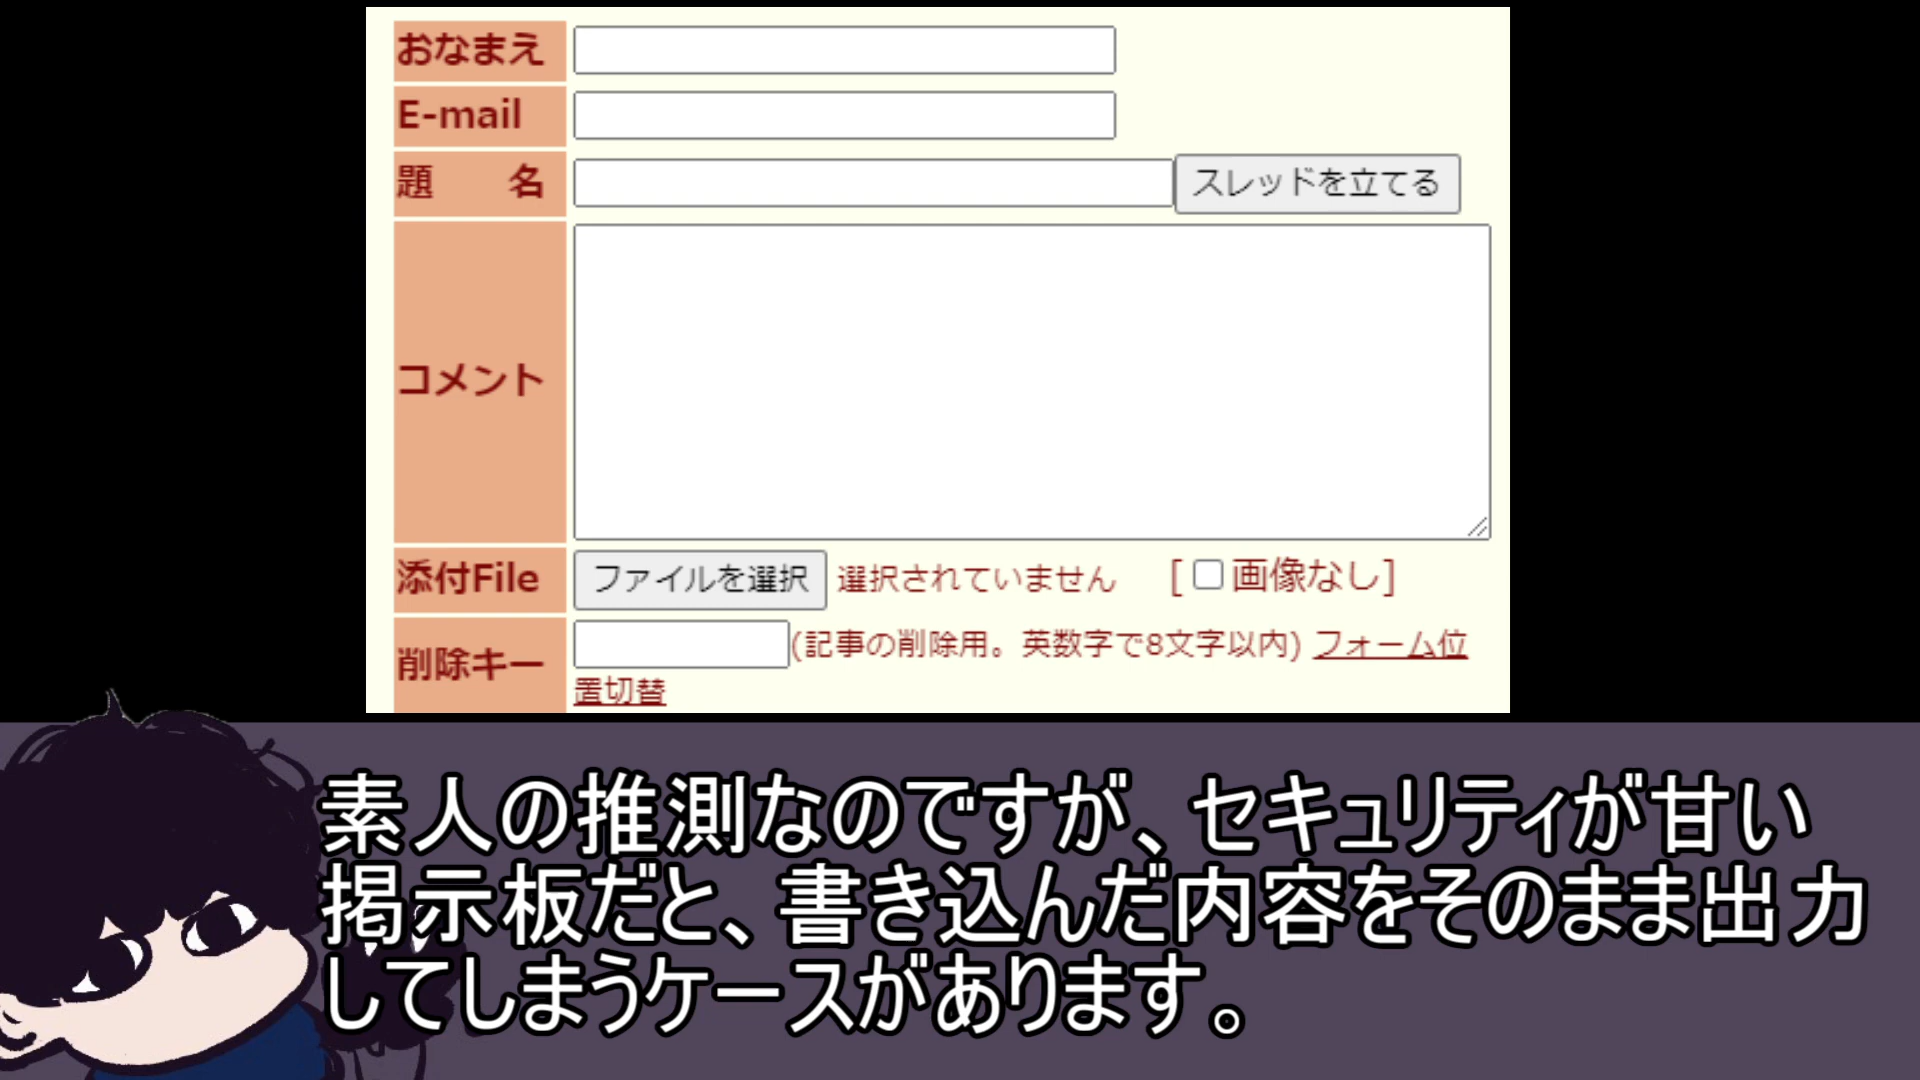 おなまえ
E-mail
題　　名 スレッドを立てる
コメント
添付File ファイルを選択 選択されていません [画像なし]
削除キー (記事の削除用。英数字で8文字以内) フォーム位
置切替
素人の推測なのですが、セキュリティが甘い
掲示板だと、書き込んだ内容をそのまま出力
してしまうケースがあります。